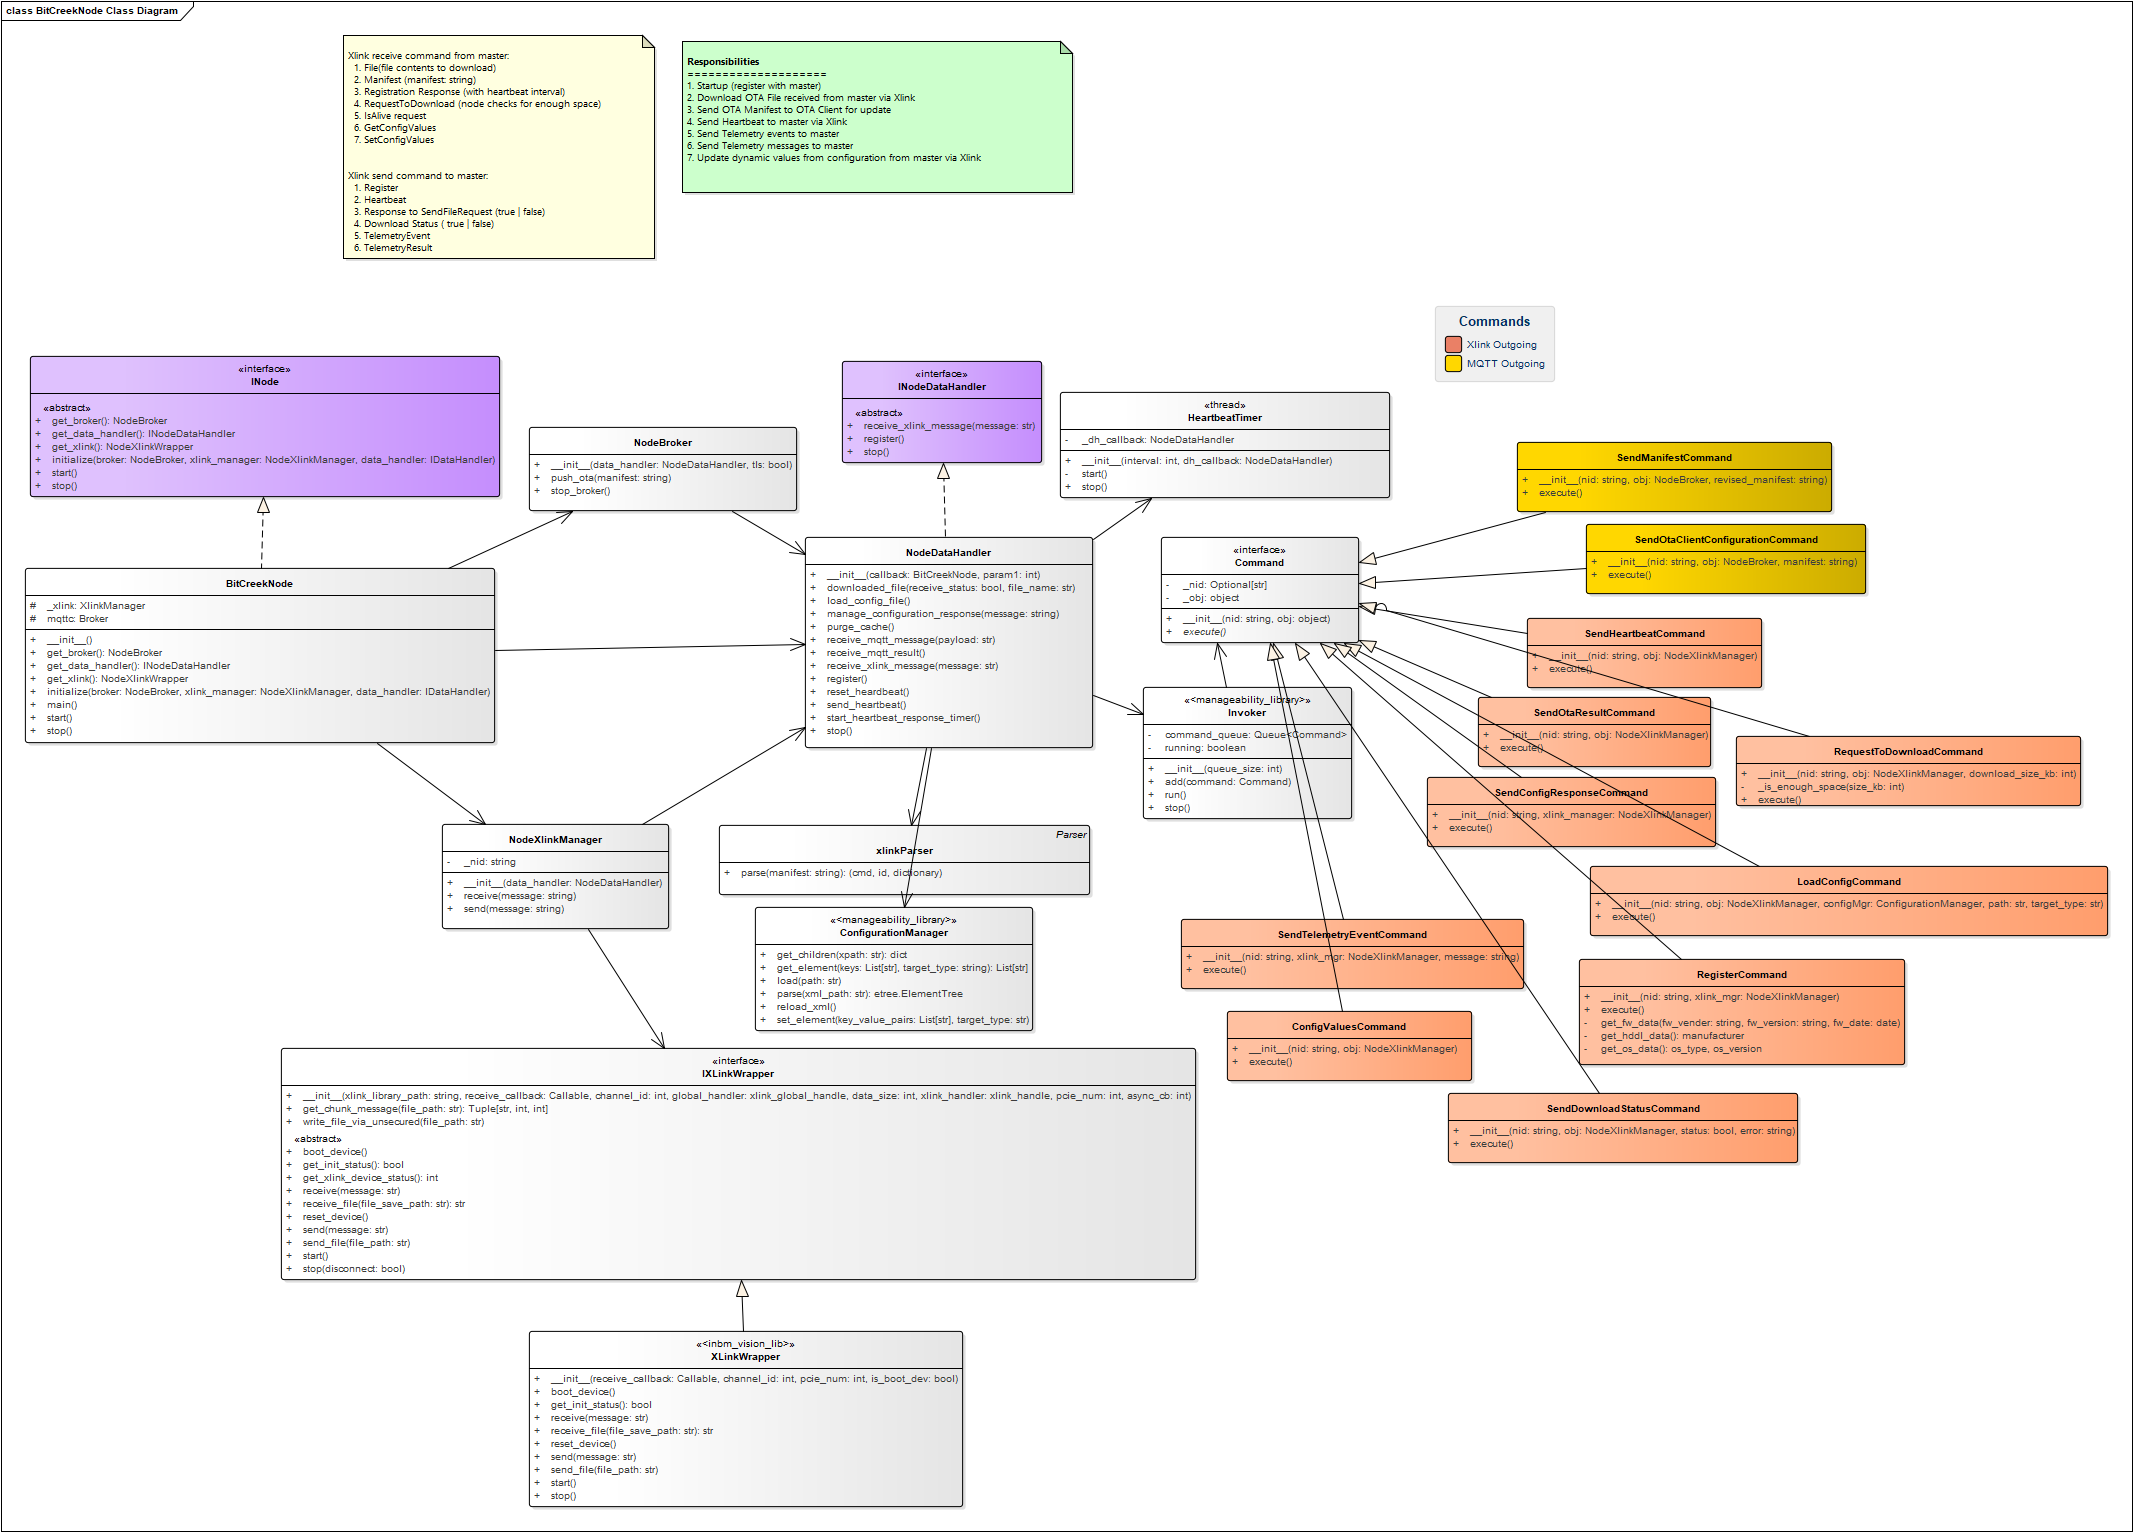 class BitCreekNode Class Diagram
Xlink receive command from master:
1. File(file contents to download)
2. Manifest (manifest: string)
3. Registration Response (with heartbeat interval)
4. RequestToDownload (node checks for enough space)
5. IsAlive request
6. GetConfigValues
7. SetConfigValues
Xlink send command to master:
1. Register
2. Heartbeat
3. Response to SendFileRequest (true | false)
4. Download Status ( true | false)
5. TelemetryEvent
6. TelemetryResult
Responsibilities
====================
1. Startup (register with master)
2. Download OTA File received from master via Xlink
3. Send OTA Manifest to OTA Client for update
4. Send Heartbeat to master via Xlink
5. Send Telemetry events to master
6. Send Telemetry messages to master
7. Update dynamic values from configuration from master via Xlink
Commands
Xlink Outgoing
MQTT Outgoing
«interface»
INode
«abstract»
+ get_broker(): NodeBroker
+ get_data_handler(): INodeDataHandler
+ get_xlink(): NodeXlinkWrapper
+ initialize(broker: NodeBroker, xlink_manager: NodeXlinkManager, data_handler: IDataHandler)
+ start()
+ stop()
NodeBroker
+ __init__(data_handler: NodeDataHandler, tls: bool)
+ push_ota(manifest: string)
+ stop_broker()
«interface»
INodeDataHandler
«abstract»
+ receive_xlink_message(message: str)
+ register()
+ stop()
«thread»
HeartbeatTimer
- _dh_callback: NodeDataHandler
+ __init__(interval: int, dh_callback: NodeDataHandler)
- start()
+ stop()
SendManifestCommand
+ __init__(nid: string, obj: NodeBroker, revised_manifest: string)
+ execute()
SendOtaClientConfigurationCommand
+ __init__(nid: string, obj: NodeBroker, manifest: string)
+ execute()
BitCreekNode
# _xlink: XlinkManager
# mqttc: Broker
+ __init__()
+ get_broker(): NodeBroker
+ get_data_handler(): INodeDataHandler
+ get_xlink(): NodeXlinkWrapper
+ initialize(broker: NodeBroker, xlink_manager: NodeXlinkManager, data_handler: IDataHandler)
+ main()
+ start()
+ stop()
NodeDataHandler
+ __init__(callback: BitCreekNode, param1: int)
+ downloaded_file(receive_status: bool, file_name: str)
+ load_config_file()
+ manage_configuration_response(message: string)
+ purge_cache()
+ receive_mqtt_message(payload: str)
+ receive_mqtt_result()
+ receive_xlink_message(message: str)
+ register()
+ reset_heardbeat()
+ send_heartbeat()
+ start_heartbeat_response_timer()
+ stop()
«interface»
Command
- _nid: Optional[str]
- _obj: object
+ __init__(nid: string, obj: object)
+ execute()
SendHeartbeatCommand
+ __init__(nid: string, obj: NodeXlinkManager)
+ execute()
SendOtaResultCommand
+ __init__(nid: string, obj: NodeXlinkManager)
+ execute()
RequestToDownloadCommand
+ __init__(nid: string, obj: NodeXlinkManager, download_size_kb: int)
- _is_enough_space(size_kb: int)
+ execute()
«<manageability_library>»
Invoker
- command_queue: Queue<Command>
- running: boolean
+ __init__(queue_size: int)
+ add(command: Command)
+ run()
+ stop()
SendConfigResponseCommand
+ __init__(nid: string, xlink_manager: NodeXlinkManager)
+ execute()
NodeXlinkManager
- _nid: string
+ __init__(data_handler: NodeDataHandler)
+ receive(message: string)
+ send(message: string)
Parser
xlinkParser
+ parse(manifest: string): (cmd, id, dictionary)
LoadConfigCommand
+ __init__(nid: string, obj: NodeXlinkManager, configMgr: ConfigurationManager, path: str, target_type: str)
+ execute()
«<manageability_library>»
ConfigurationManager
+ get_children(xpath: str): dict
+ get_element(keys: List[str], target_type: string): List[str]
+ load(path: str)
+ parse(xml_path: str): etree.ElementTree
+ reload_xml()
+ set_element(key_value_pairs: List[str], target_type: str)
SendTelemetryEventCommand
+ __init__(nid: string, xlink_mgr: NodeXlinkManager, message: string)
+ execute()
RegisterCommand
+ __init__(nid: string, xlink_mgr: NodeXlinkManager)
+ execute()
- get_fw_data(fw_vender: string, fw_version: string, fw_date: date)
- get_hddl_data(): manufacturer
- get_os_data(): os_type, os_version
ConfigValuesCommand
+ __init__(nid: string, obj: NodeXlinkManager)
+ execute()
SendDownloadStatusCommand
+ __init__(nid: string, obj: NodeXlinkManager, status: bool, error: string)
+ execute()
«interface»
IXLinkWrapper
+ __init__(xlink_library_path: string, receive_callback: Callable, channel_id: int, global_handler: xlink_global_handle, data_size: int, xlink_handler: xlink_handle, pcie_num: int, async_cb: int)
+ get_chunk_message(file_path: str): Tuple[str, int, int]
+ write_file_via_unsecured(file_path: str)
«abstract»
+ boot_device()
+ get_init_status(): bool
+ get_xlink_device_status(): int
+ receive(message: str)
+ receive_file(file_save_path: str): str
+ reset_device()
+ send(message: str)
+ send_file(file_path: str)
+ start()
+ stop(disconnect: bool)
«<inbm_vision_lib>»
XLinkWrapper
+ __init__(receive_callback: Callable, channel_id: int, pcie_num: int, is_boot_dev: bool)
+ boot_device()
+ get_init_status(): bool
+ receive(message: str)
+ receive_file(file_save_path: str): str
+ reset_device()
+ send(message: str)
+ send_file(file_path: str)
+ start()
+ stop()